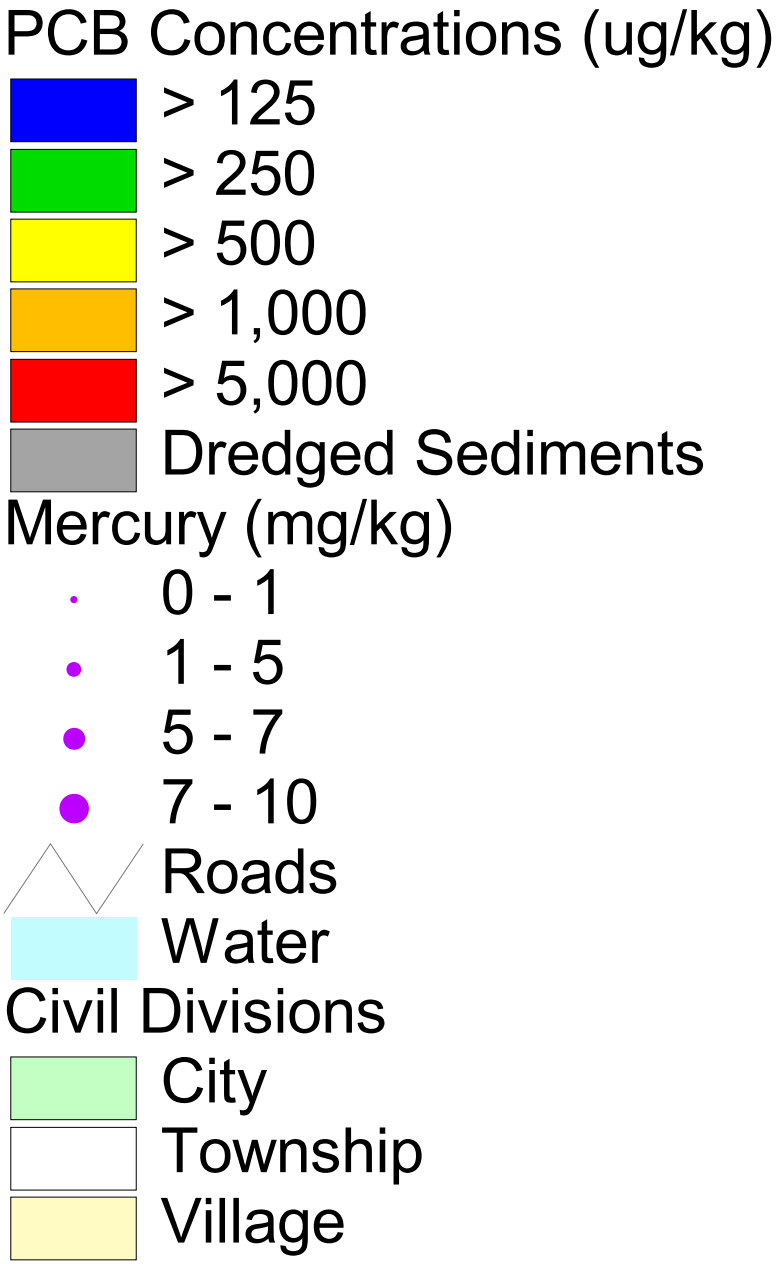 PCB Concentrations (ug/kg)
> 125
> 250
> 500
> 1,000
> 5,000
Dredged Sediments
Mercury (mg/kg)
0 - 1
1 - 5
5 - 7
7 - 10
Roads
Water
Civil Divisions
City
Township
Village